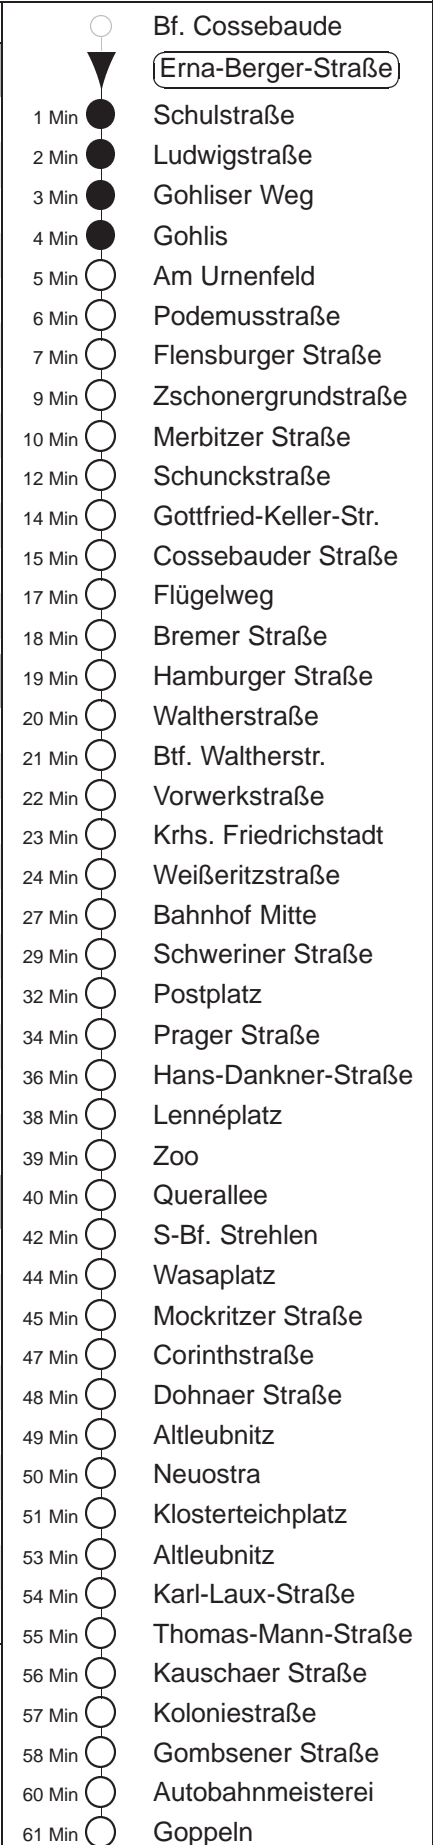 Bf. Cossebaude
Erna-Berger-Straße
1 Min Schulstraße
2 Min Ludwigstraße
3 Min Gohliser Weg
4 Min Gohlis
5 Min Am Urnenfeld
6 Min Podemusstraße
7 Min Flensburger Straße
9 Min Zschonergrundstraße
10 Min Merbitzer Straße
12 Min Schunckstraße
14 Min Gottfried-Keller-Str.
15 Min Cossebauder Straße
17 Min Flügelweg
18 Min Bremer Straße
19 Min Hamburger Straße
20 Min Waltherstraße
21 Min Btf. Waltherstr.
22 Min Vorwerkstraße
23 Min Krhs. Friedrichstadt
24 Min Weißeritzstraße
27 Min Bahnhof Mitte
29 Min Schweriner Straße
32 Min Postplatz
34 Min Prager Straße
36 Min Hans-Dankner-Straße
38 Min Lennéplatz
39 Min Zoo
40 Min Querallee
42 Min S-Bf. Strehlen
44 Min Wasaplatz
45 Min Mockritzer Straße
47 Min Corinthstraße
48 Min Dohnaer Straße
49 Min Altleubnitz
50 Min Neuostra
51 Min Klosterteichplatz
53 Min Altleubnitz
54 Min Karl-Laux-Straße
55 Min Thomas-Mann-Straße
56 Min Kauschaer Straße
57 Min Koloniestraße
58 Min Gombsener Straße
60 Min Autobahnmeisterei
61 Min Goppeln